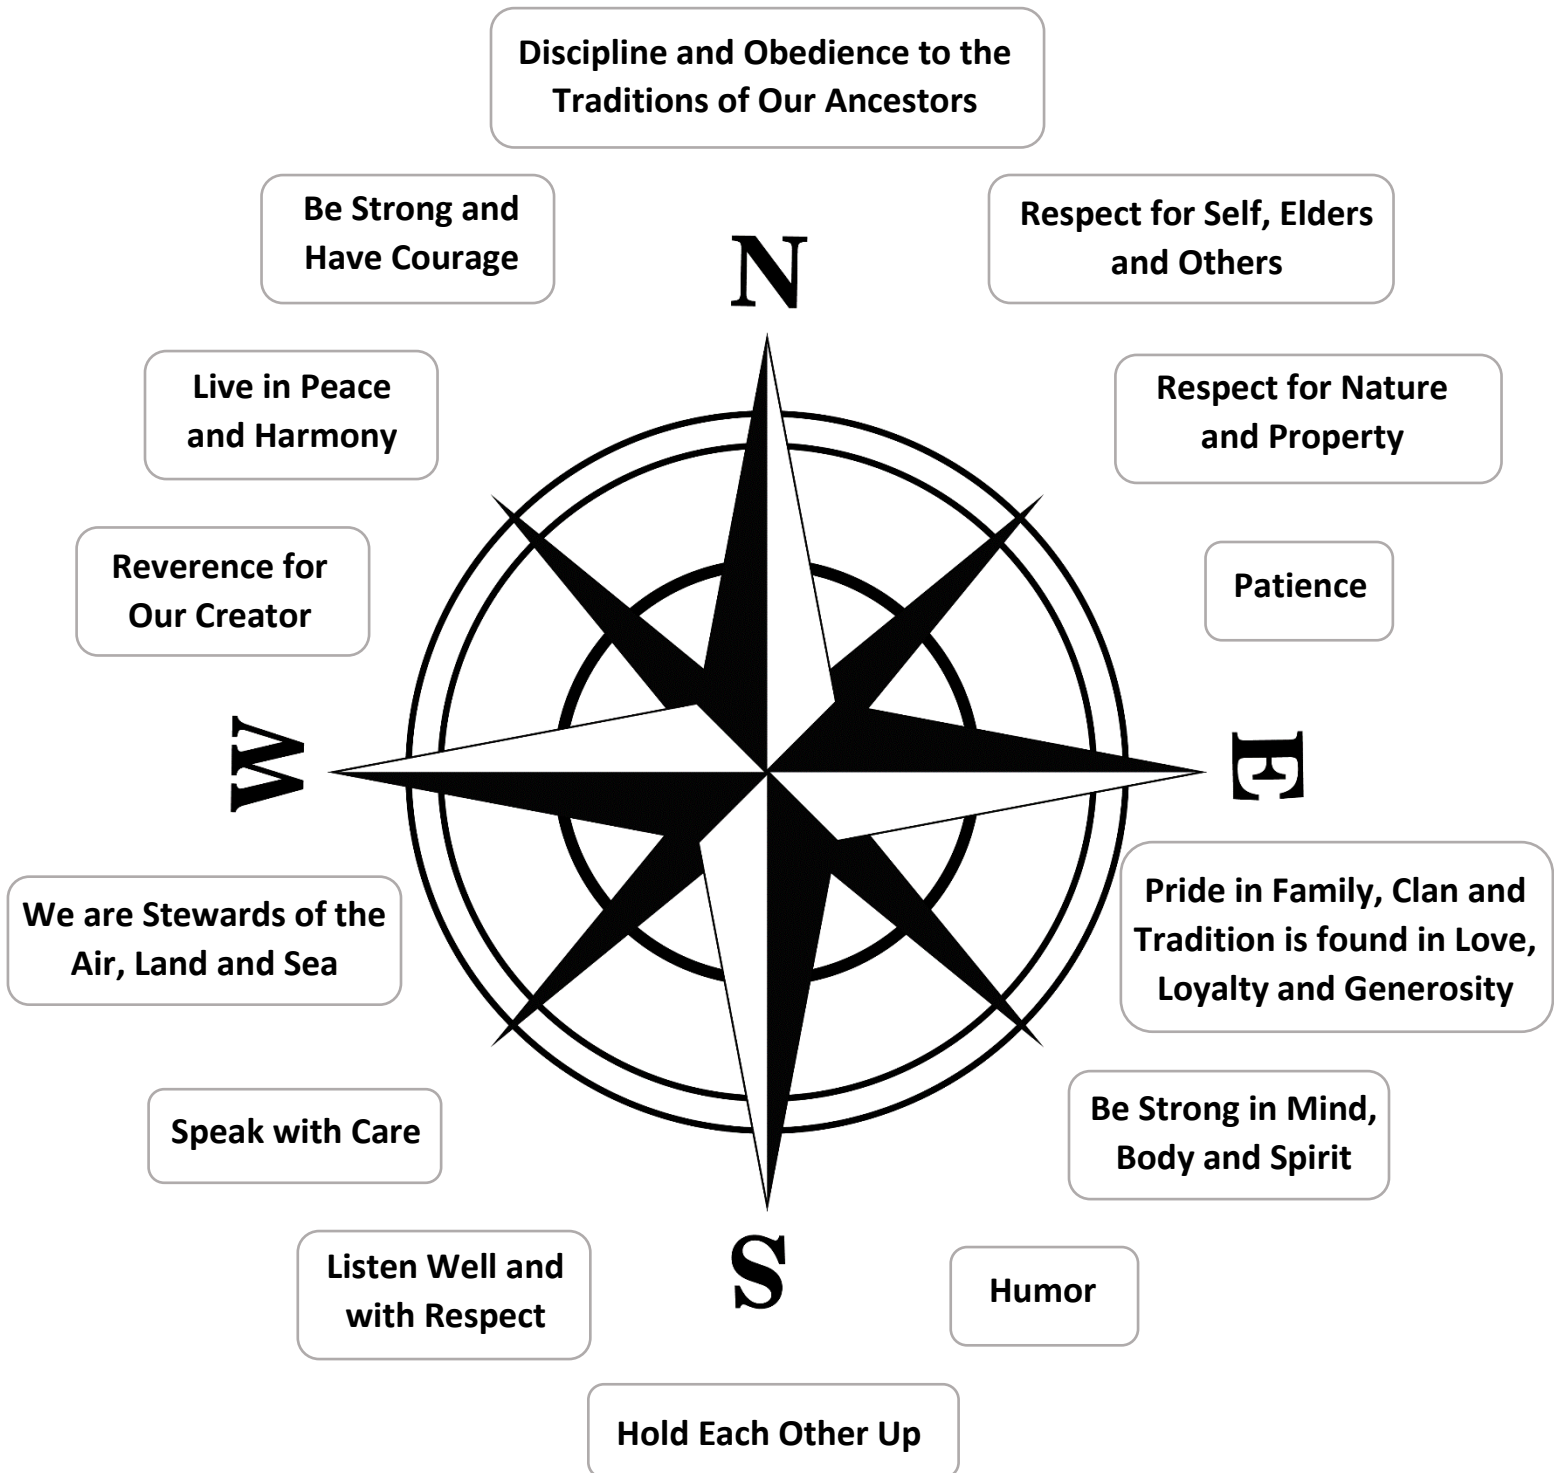 Discipline and Obedience to the
Traditions of Our Ancestors
Be Strong and
Have Courage
Respect for Self, Elders
and Others
N
Live in Peace
and Harmony
Respect for Nature
and Property
Reverence for
Our Creator
Patience
W
E
We are Stewards of the
Air, Land and Sea
Pride in Family, Clan and
Tradition is found in Love,
Loyalty and Generosity
Speak with Care
Be Strong in Mind,
Body and Spirit
Listen Well and
with Respect
S
Humor
Hold Each Other Up